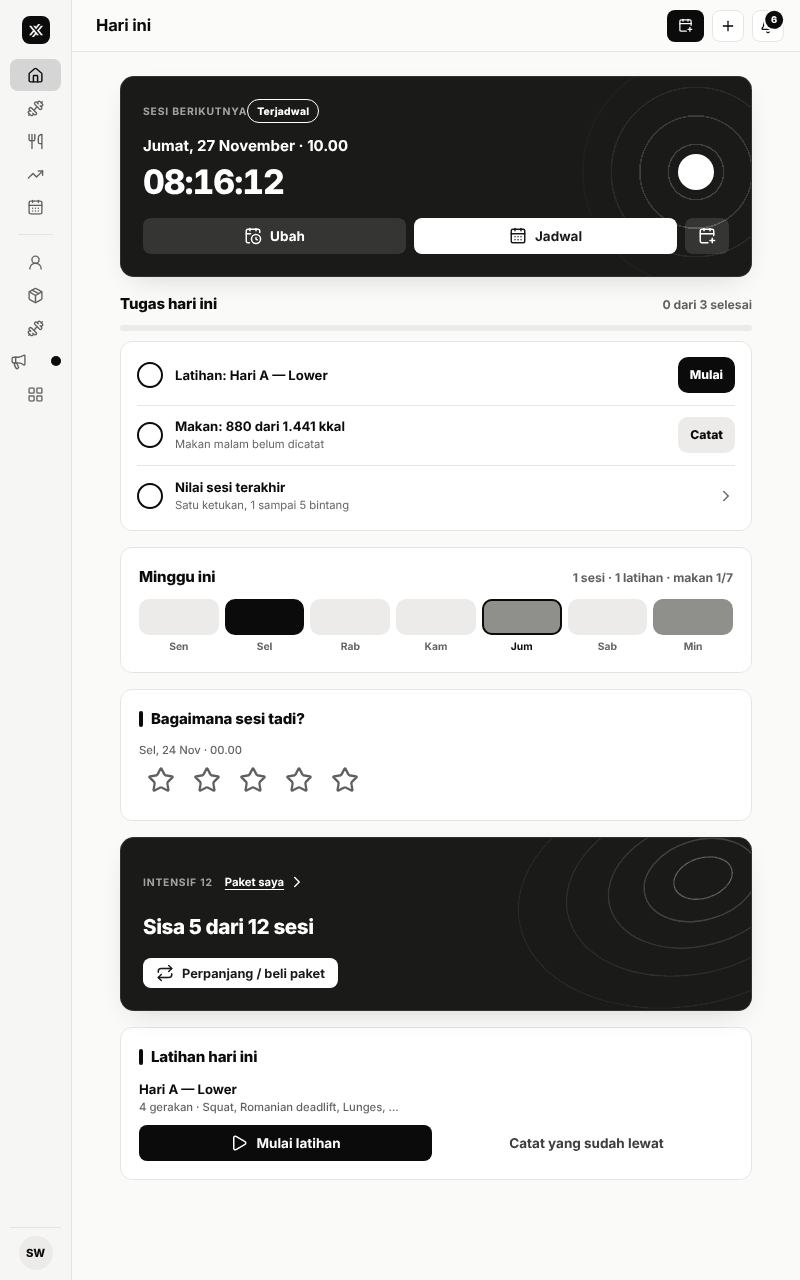 Hari ini
6
SESI BERIKUTNYA Terjadwal
Jumat, 27 November · 10.00
08:16:12
Ubah
Jadwal
Tugas hari ini
0 dari 3 selesai
Latihan: Hari A — Lower
Mulai
Makan: 880 dari 1.441 kkal
Makan malam belum dicatat
Catat
Nilai sesi terakhir
Satu ketukan, 1 sampai 5 bintang
Minggu ini
1 sesi · 1 latihan · makan 1/7
Sen Sel Rab Kam Jum Sab Min
Bagaimana sesi tadi?
Sel, 24 Nov · 00.00
INTENSIF 12 Paket saya
Sisa 5 dari 12 sesi
Perpanjang / beli paket
Latihan hari ini
Hari A — Lower
4 gerakan · Squat, Romanian deadlift, Lunges, ...
Mulai latihan
Catat yang sudah lewat
SW